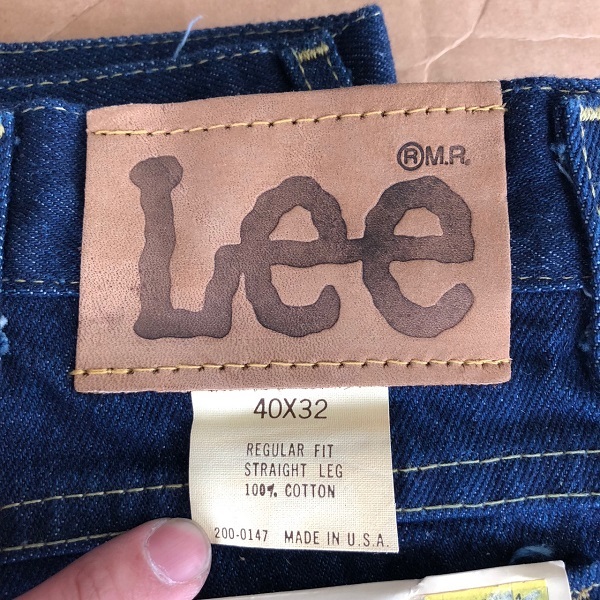 ®M.R.
Lee
40X32
REGULAR FIT
STRAIGHT LEG
100% COTTON
200-0147 MADE IN U.S.A.